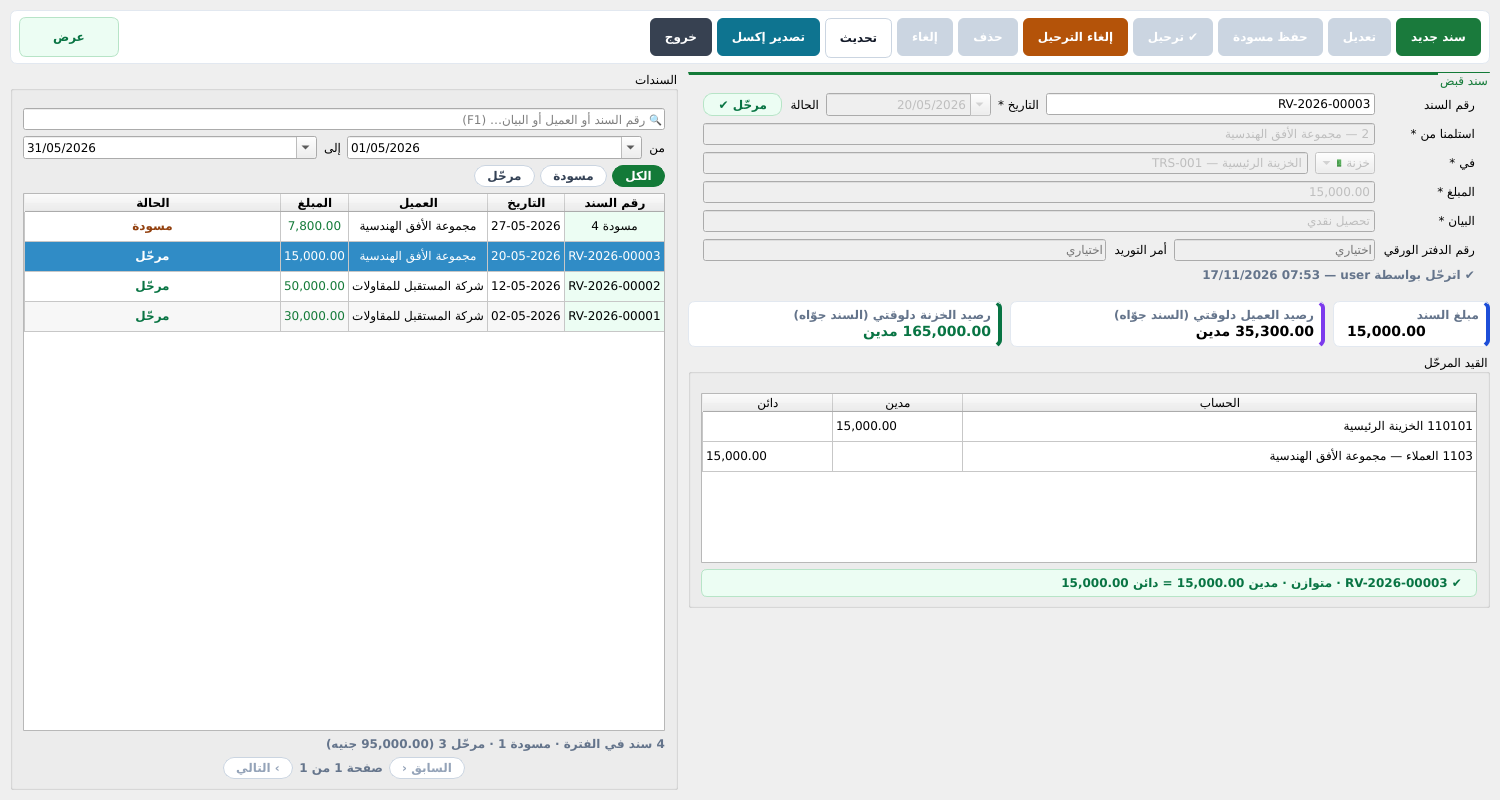 سند جديد	تعديل	حفظ مسودة	✔ ترحيل	إلغاء الترحيل	حذف	إلغاء	تحديث	تصدير إكسل	خروج	عرض
سند قبض
رقم السند	RV-2026-00003	التاريخ *	20/05/2026	الحالة	مرحّل ✔
استلمنا من *	2 — مجموعة الأفق الهندسية
في *	خزنة	الخزينة الرئيسية — TRS-001
المبلغ *	15,000.00
البيان *	تحصيل نقدي
رقم الدفتر الورقي	اختياري	أمر التوريد	اختياري
✔ اترحّل بواسطة user — 17/11/2026 07:53
مبلغ السند	رصيد العميل دلوقتي (السند جوّاه)	رصيد الخزنة دلوقتي (السند جوّاه)
15,000.00	35,300.00 مدين	165,000.00 مدين
القيد المرحّل
الحساب	مدين	دائن
110101 الخزينة الرئيسية	15,000.00
1103 العملاء — مجموعة الأفق الهندسية	15,000.00
✔ RV-2026-00003 · متوازن · مدين 15,000.00 = دائن 15,000.00
السندات
رقم السند أو العميل أو البيان… (F1)
من	01/05/2026	إلى	31/05/2026
الكل	مسودة	مرحّل
رقم السند	التاريخ	العميل	المبلغ	الحالة
مسودة 4	27-05-2026	مجموعة الأفق الهندسية	7,800.00	مسودة
RV-2026-00003	20-05-2026	مجموعة الأفق الهندسية	15,000.00	مرحّل
RV-2026-00002	12-05-2026	شركة المستقبل للمقاولات	50,000.00	مرحّل
RV-2026-00001	02-05-2026	شركة المستقبل للمقاولات	30,000.00	مرحّل
4 سند في الفترة · مسودة 1 · مرحّل 3 (95,000.00 جنيه)
السابق ‹	صفحة 1 من 1	› التالي